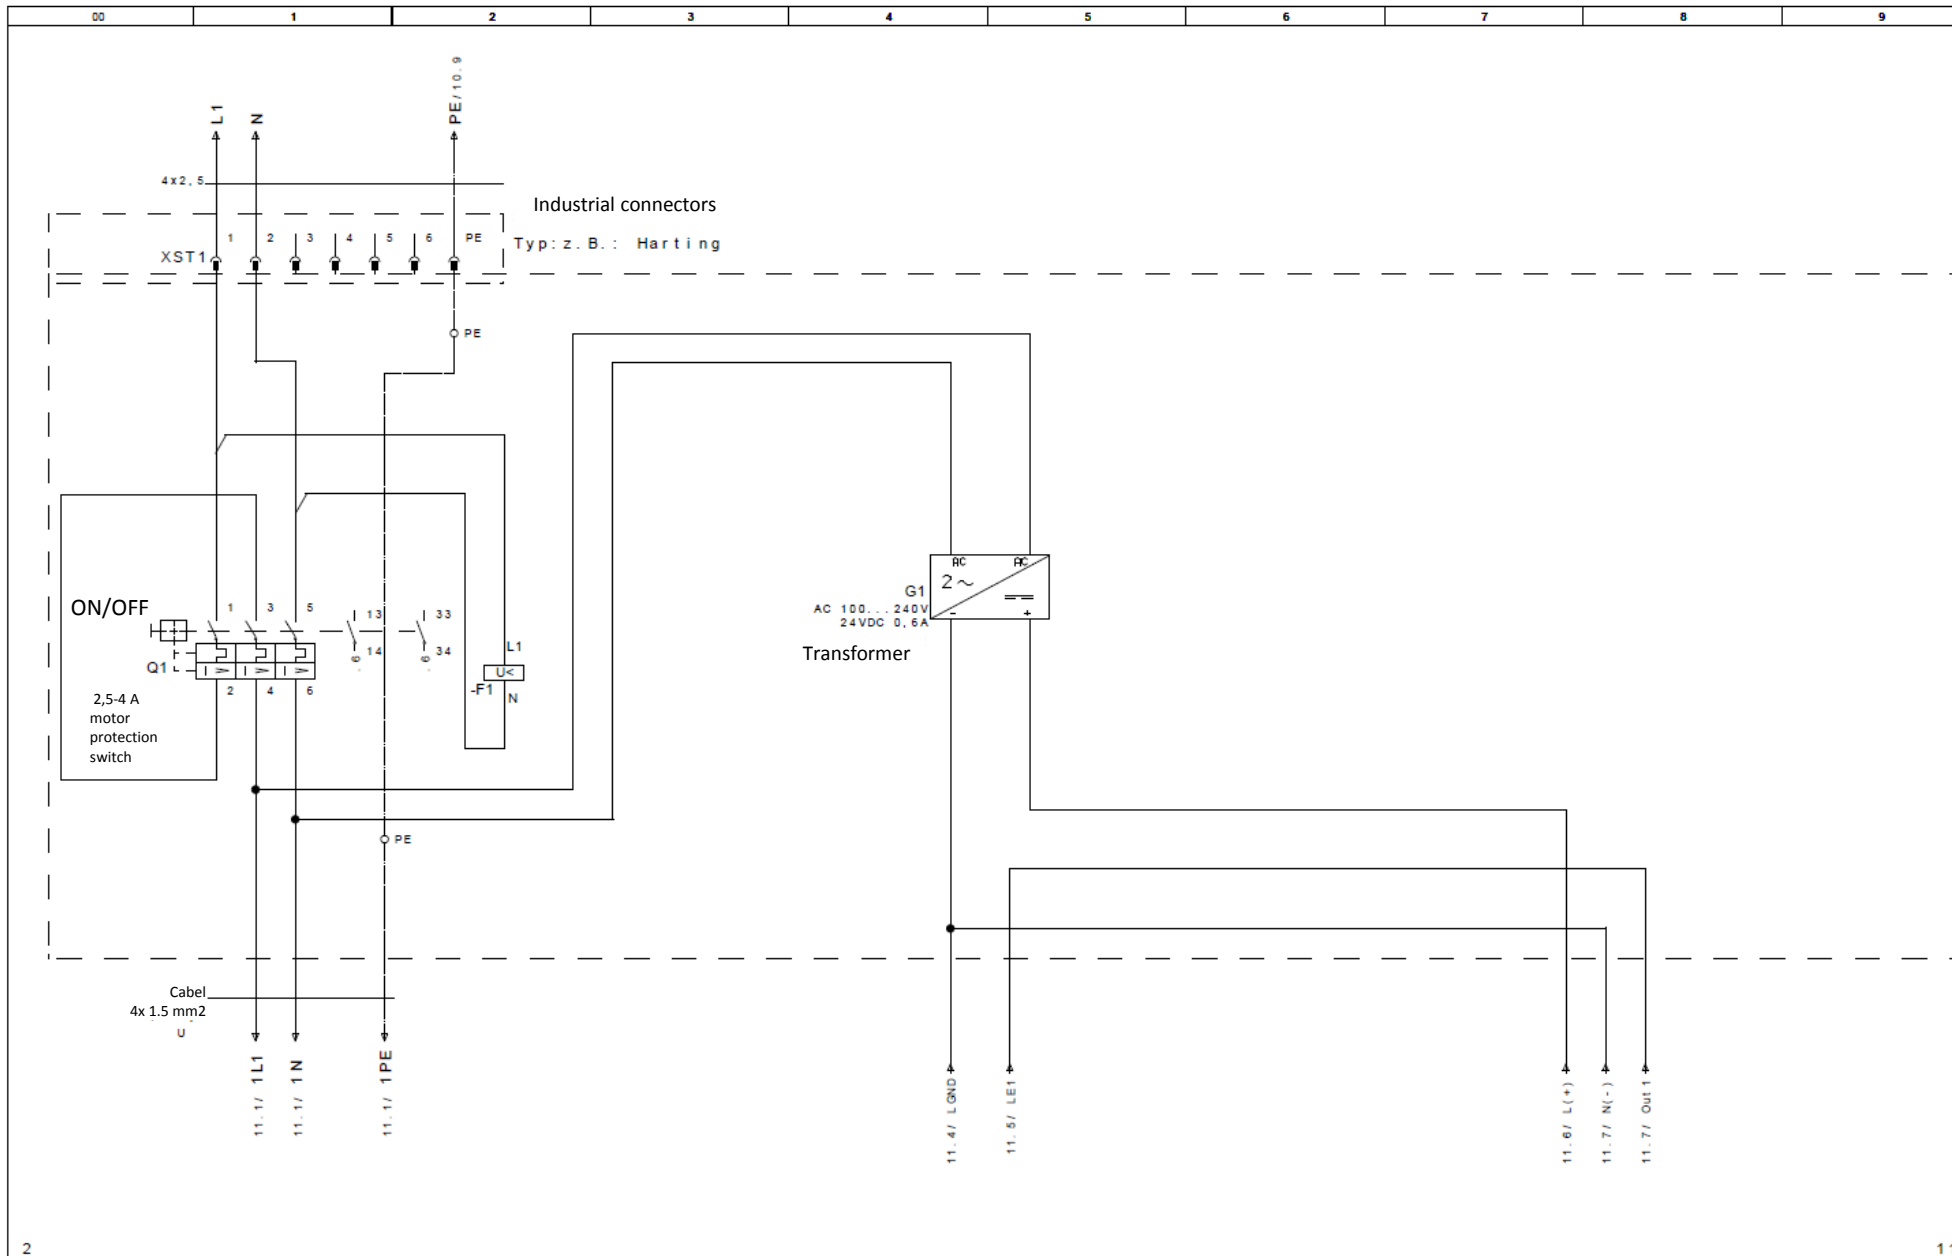 00 1 2 3 4 5 6 7 8 9
L1 N PE/10.9
4x2,5
Industrial connectors
1 2 3 4 5 6 PE
Typ: z. B. : Harting
XST1
PE
AC AC
2~
G1
AC 100...240V
24VDC 0,6A
- +
Transformer
ON/OFF
1 3 5 13 33
.6 14 .6 34
L1
Q1
I > I > I >
U<
-F1
N
2 4 6
2,5-4 A
motor
protection
switch
PE
Cabel
4x 1.5 mm2
U
11.1/ 1L1
11.1/ 1N
11.1/ 1PE
11.4/ LGND
11.5/ LE1
11.6/ L(+)
11.7/ N(-)
11.7/ Out1
2